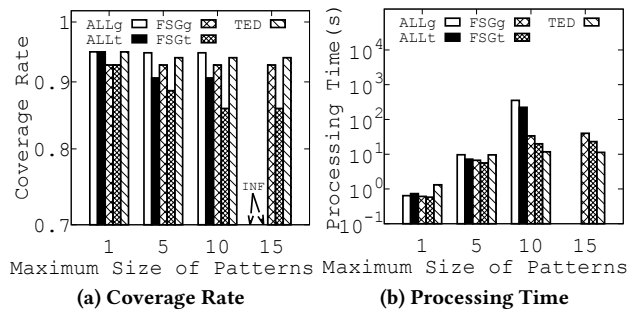 ALLg FSGg TED
ALLt FSGt
Coverage Rate
1
0.9
0.8
0.7
INF
1 5 10 15
Maximum Size of Patterns
(a) Coverage Rate
ALLg FSGg TED
ALLt FSGt
Processing Time(s)
10^4
10^3
10^2
10^1
10^0
10^-1
1 5 10 15
Maximum Size of Patterns
(b) Processing Time